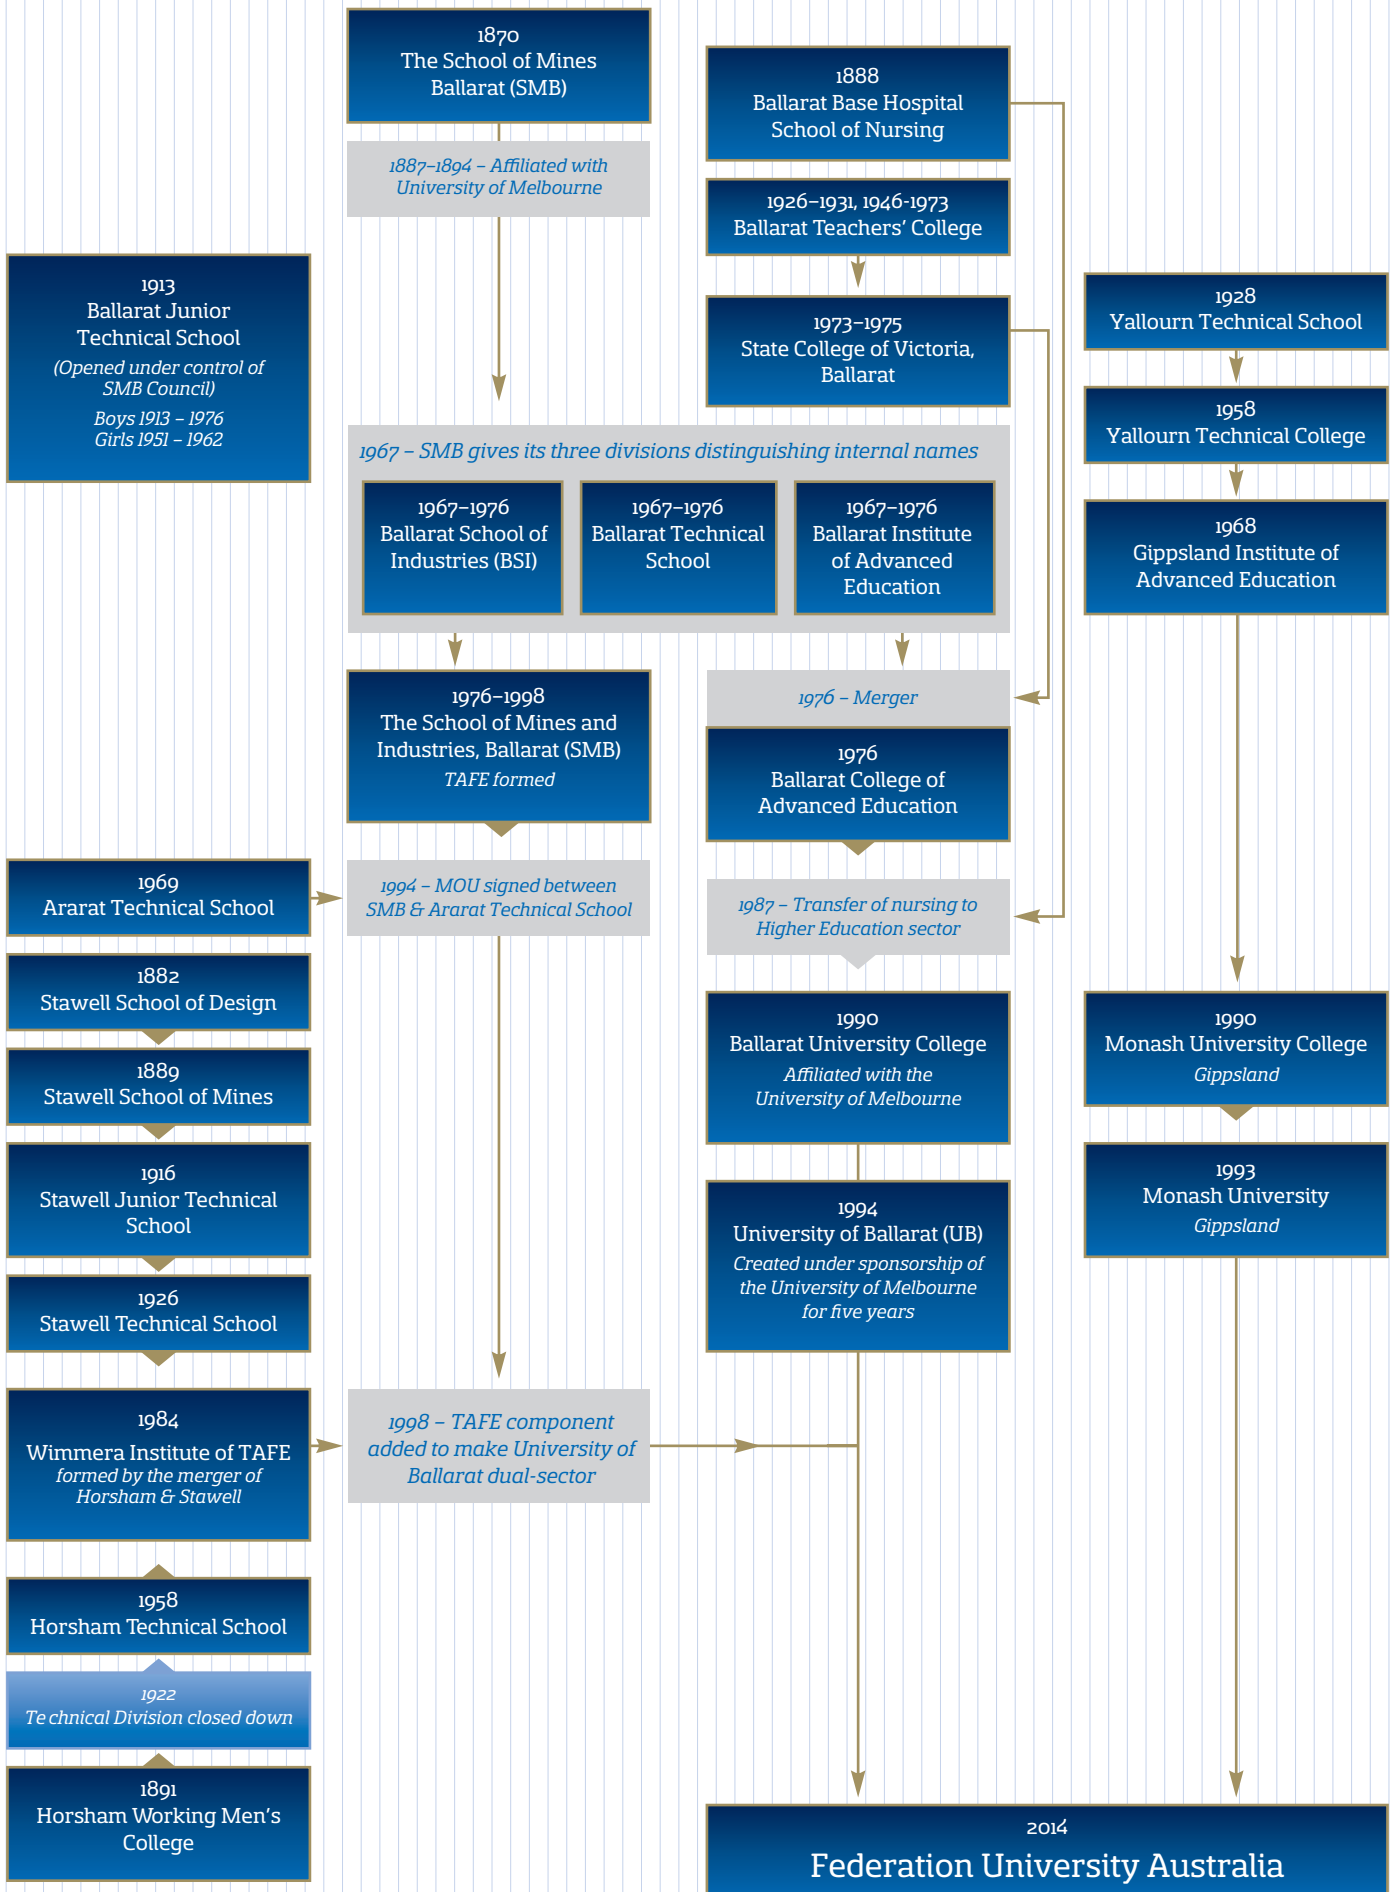 1870
The School of Mines
Ballarat (SMB)
1887–1894 – Affiliated with
University of Melbourne
1888
Ballarat Base Hospital
School of Nursing
1926–1931, 1946-1973
Ballarat Teachers' College
1973–1975
State College of Victoria,
Ballarat
1913
Ballarat Junior
Technical School
(Opened under control of
SMB Council)
Boys 1913 – 1976
Girls 1951 – 1962
1928
Yallourn Technical School
1958
Yallourn Technical College
1968
Gippsland Institute of
Advanced Education
1967 – SMB gives its three divisions distinguishing internal names
1967–1976
Ballarat School of
Industries (BSI)
1967–1976
Ballarat Technical
School
1967–1976
Ballarat Institute
of Advanced
Education
1976–1998
The School of Mines and
Industries, Ballarat (SMB)
TAFE formed
1976 – Merger
1976
Ballarat College of
Advanced Education
1969
Ararat Technical School
1994 – MOU signed between
SMB & Ararat Technical School
1987 – Transfer of nursing to
Higher Education sector
1882
Stawell School of Design
1889
Stawell School of Mines
1916
Stawell Junior Technical
School
1926
Stawell Technical School
1990
Ballarat University College
Affiliated with the
University of Melbourne
1990
Monash University College
Gippsland
1994
University of Ballarat (UB)
Created under sponsorship of
the University of Melbourne
for five years
1993
Monash University
Gippsland
1984
Wimmera Institute of TAFE
formed by the merger of
Horsham & Stawell
1998 – TAFE component
added to make University of
Ballarat dual-sector
1958
Horsham Technical School
1922
Technical Division closed down
1891
Horsham Working Men's
College
2014
Federation University Australia